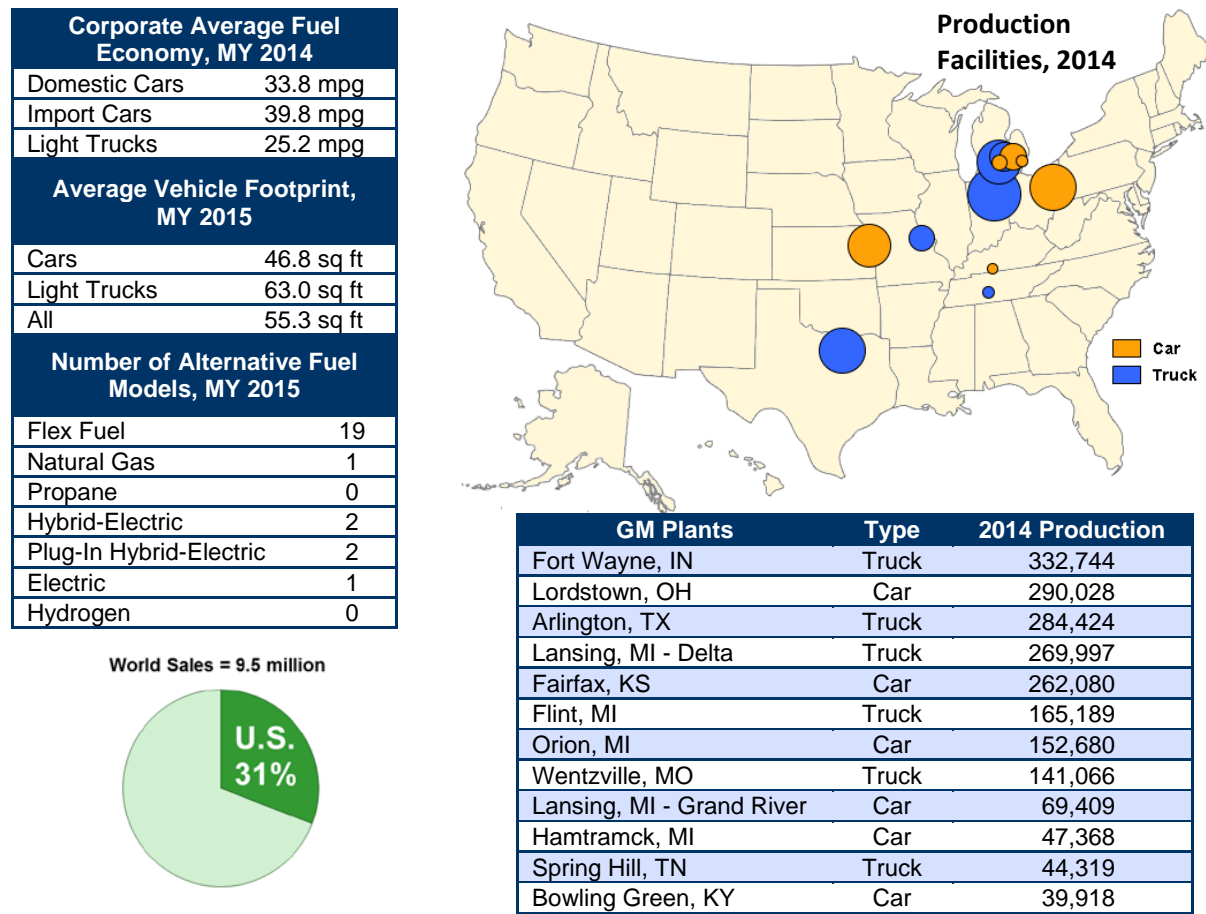 Corporate Average Fuel
Economy, MY 2014
Domestic Cars 33.8 mpg
Import Cars 39.8 mpg
Light Trucks 25.2 mpg
Average Vehicle Footprint,
MY 2015
Cars 46.8 sq ft
Light Trucks 63.0 sq ft
All 55.3 sq ft
Number of Alternative Fuel
Models, MY 2015
Flex Fuel 19
Natural Gas 1
Propane 0
Hybrid-Electric 2
Plug-In Hybrid-Electric 2
Electric 1
Hydrogen 0
World Sales = 9.5 million
U.S.
31%
Production
Facilities, 2014
Car
Truck
GM Plants Type 2014 Production
Fort Wayne, IN Truck 332,744
Lordstown, OH Car 290,028
Arlington, TX Truck 284,424
Lansing, MI - Delta Truck 269,997
Fairfax, KS Car 262,080
Flint, MI Truck 165,189
Orion, MI Car 152,680
Wentzville, MO Truck 141,066
Lansing, MI - Grand River Car 69,409
Hamtramck, MI Car 47,368
Spring Hill, TN Truck 44,319
Bowling Green, KY Car 39,918